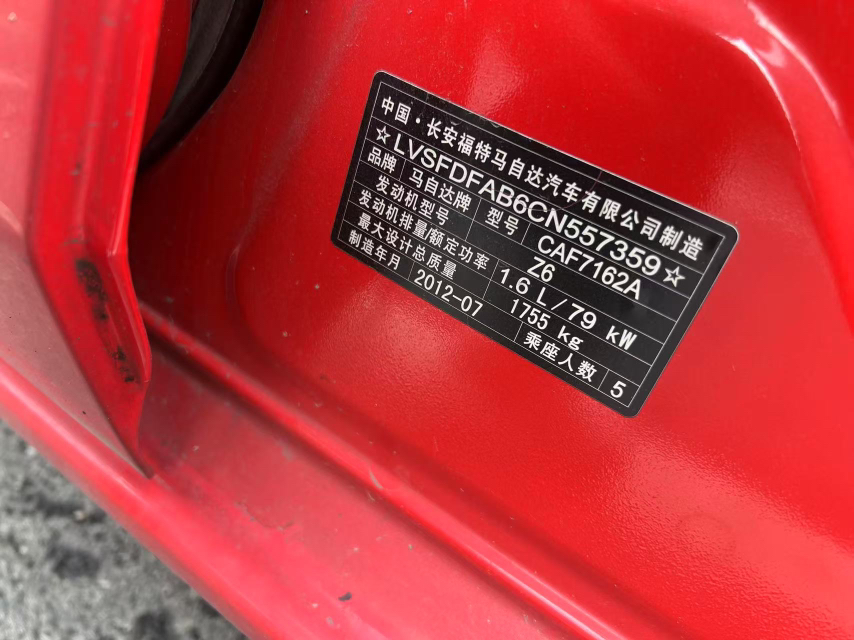 中国·长安福特马自达汽车有限公司制造
☆LVSFDFAB6CN557359☆
品牌 马自达牌 型号 CAF7162A
发动机型号 Z6
发动机排量/额定功率 1.6 L/79 kW
最大设计总质量 1755 kg
制造年月 2012-07 乘座人数 5